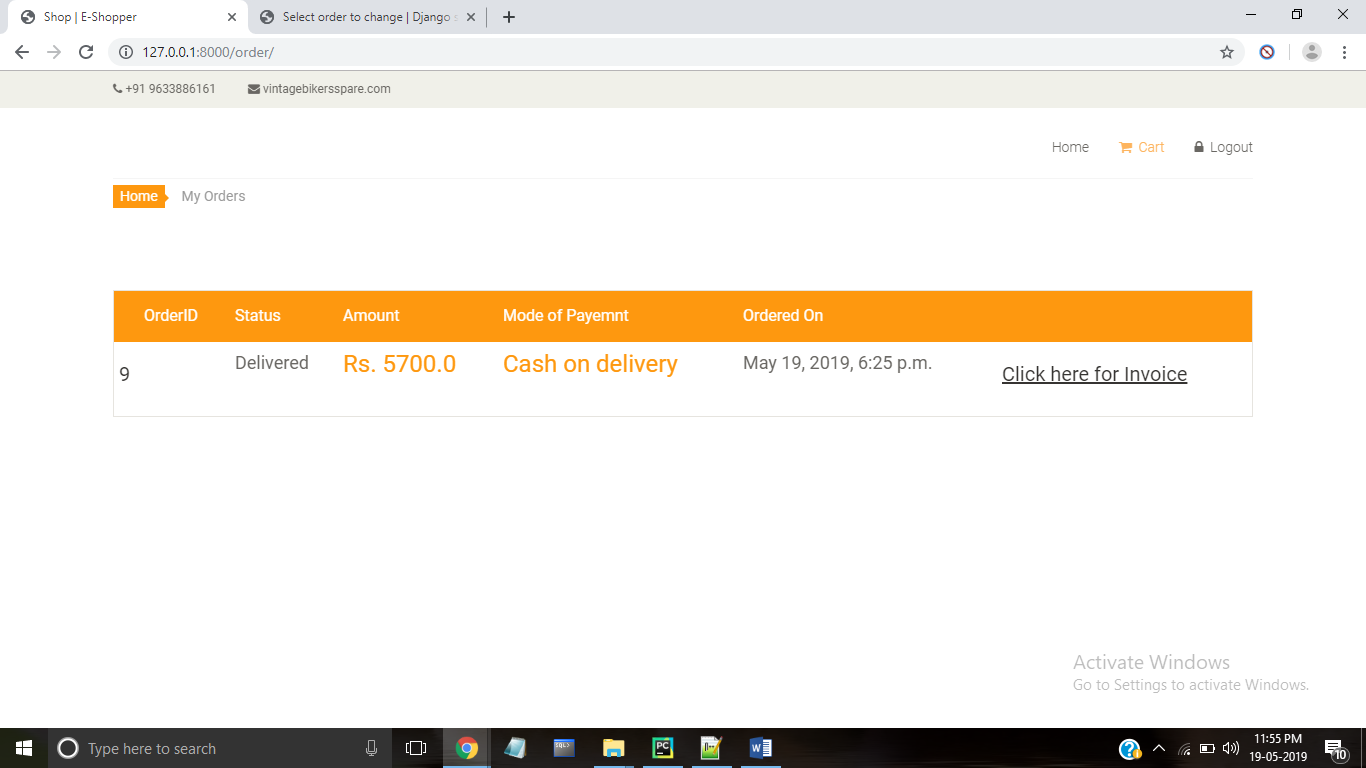 Shop | E-Shopper
Select order to change | Django s
127.0.0.1:8000/order/
+91 9633886161 vintagebikersspare.com
Home Cart Logout
Home My Orders
OrderID Status Amount Mode of Payemnt Ordered On
9 Delivered Rs. 5700.0 Cash on delivery May 19, 2019, 6:25 p.m. Click here for Invoice
Activate Windows
Go to Settings to activate Windows.
Type here to search
11:55 PM
19-05-2019
10